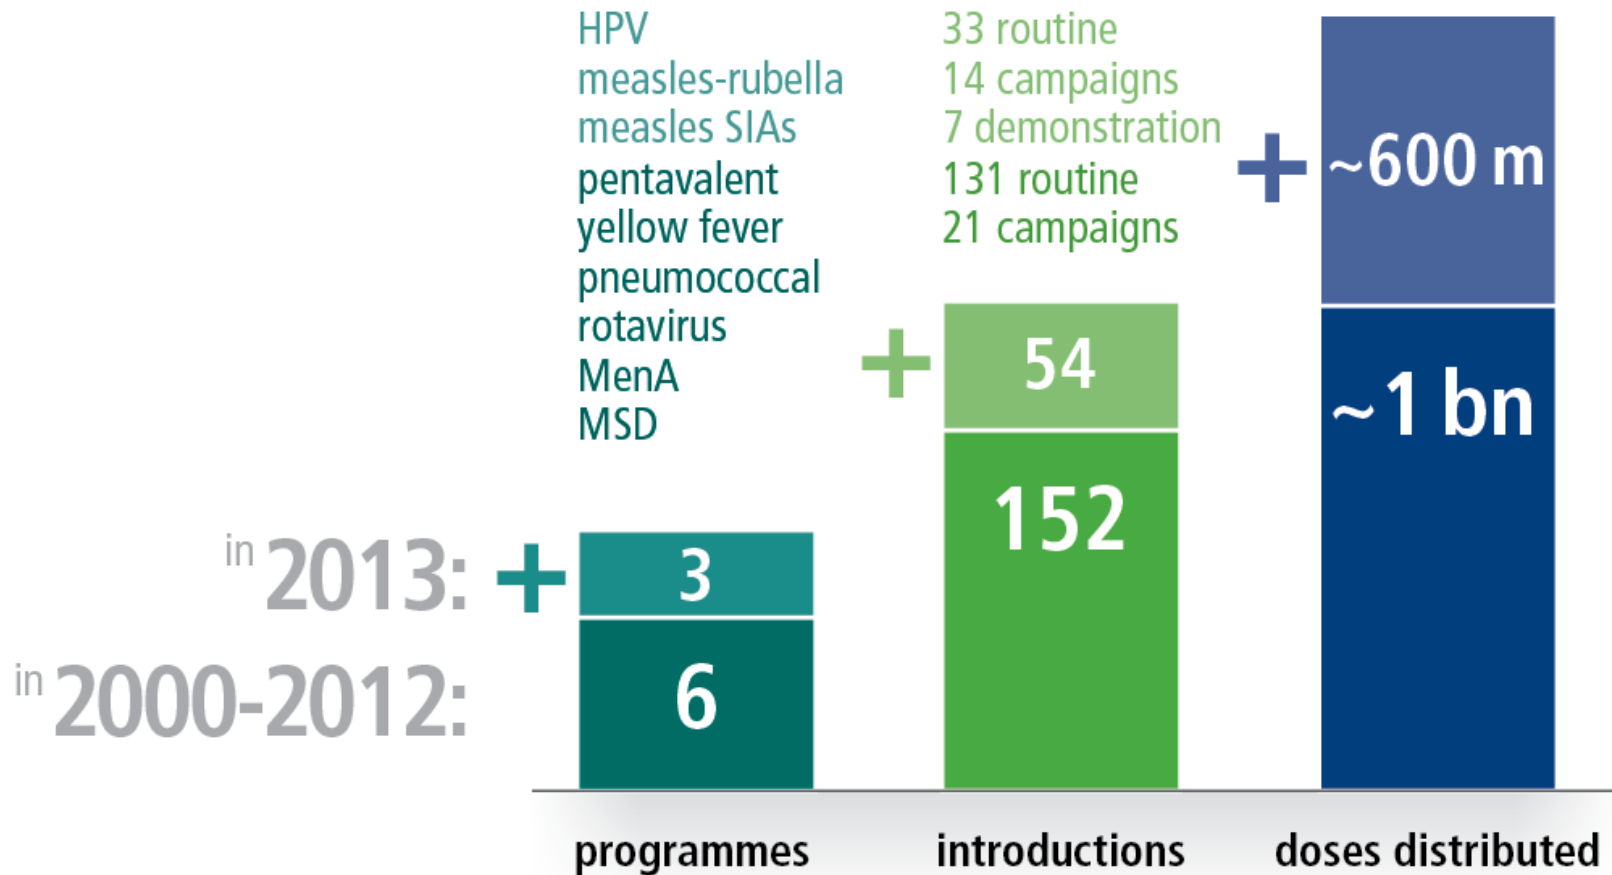 HPV
measles-rubella
measles SIAs
pentavalent
yellow fever
pneumococcal
rotavirus
MenA
MSD
33 routine
14 campaigns
7 demonstration
131 routine
21 campaigns
+ ~600 m
~1 bn
+ 54
152
in 2013: + 3
in 2000-2012: 6
programmes
introductions
doses distributed